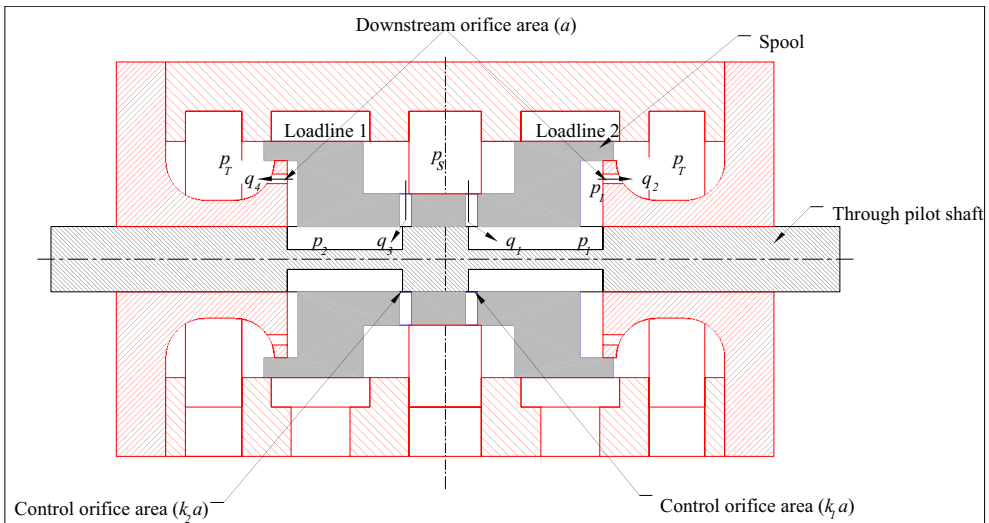 Downstream orifice area (a)
Spool
Loadline 1
Loadline 2
p_T
p_S
p_T
q_4
p_1
q_2
Through pilot shaft
p_2
q_3
q_1
p_1
Control orifice area (k_2 a)
Control orifice area (k_1 a)